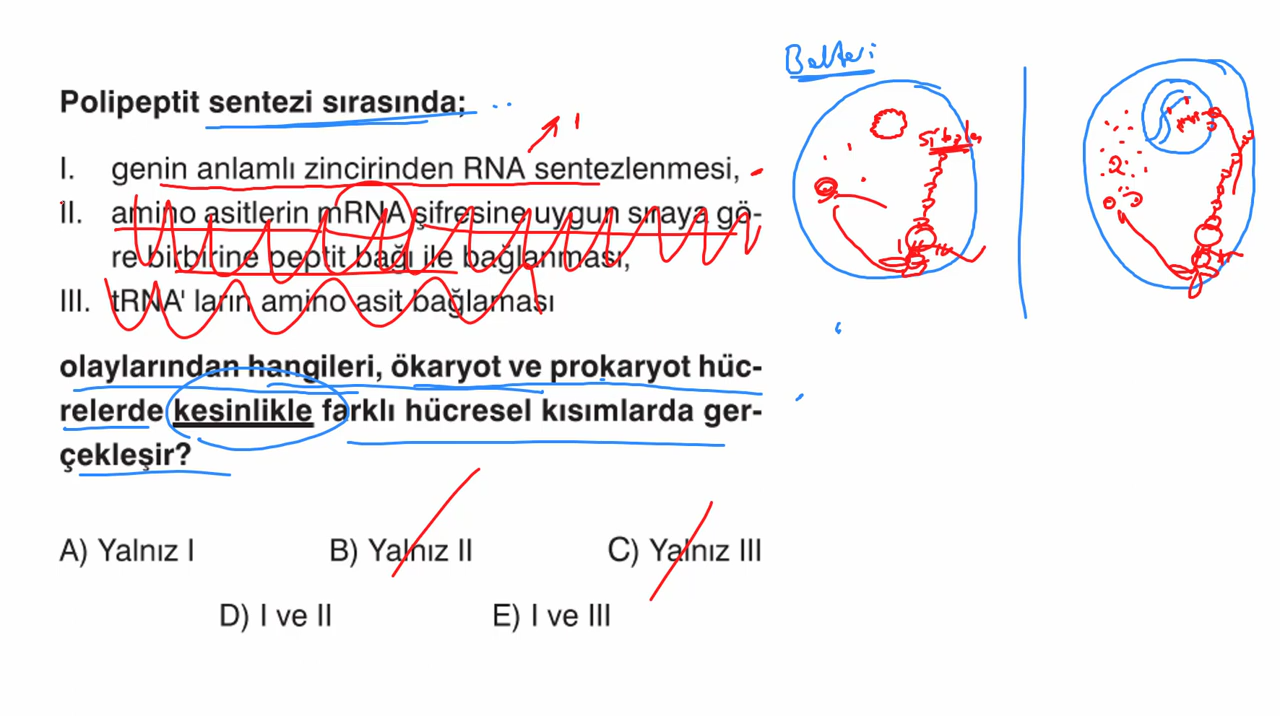 Polipeptit sentezi sırasında;
I. genin anlamlı zincirinden RNA sentezlenmesi,
II. amino asitlerin mRNA şifresine uygun sıraya gö-
re birbirine peptit bağı ile bağlanması,
III. tRNA' ların amino asit bağlaması
olaylarından hangileri, ökaryot ve prokaryot hüc-
relerde kesinlikle farklı hücresel kısımlarda ger-
çekleşir?
A) Yalnız I B) Yalnız II C) Yalnız III
D) I ve II E) I ve III
Bakteri